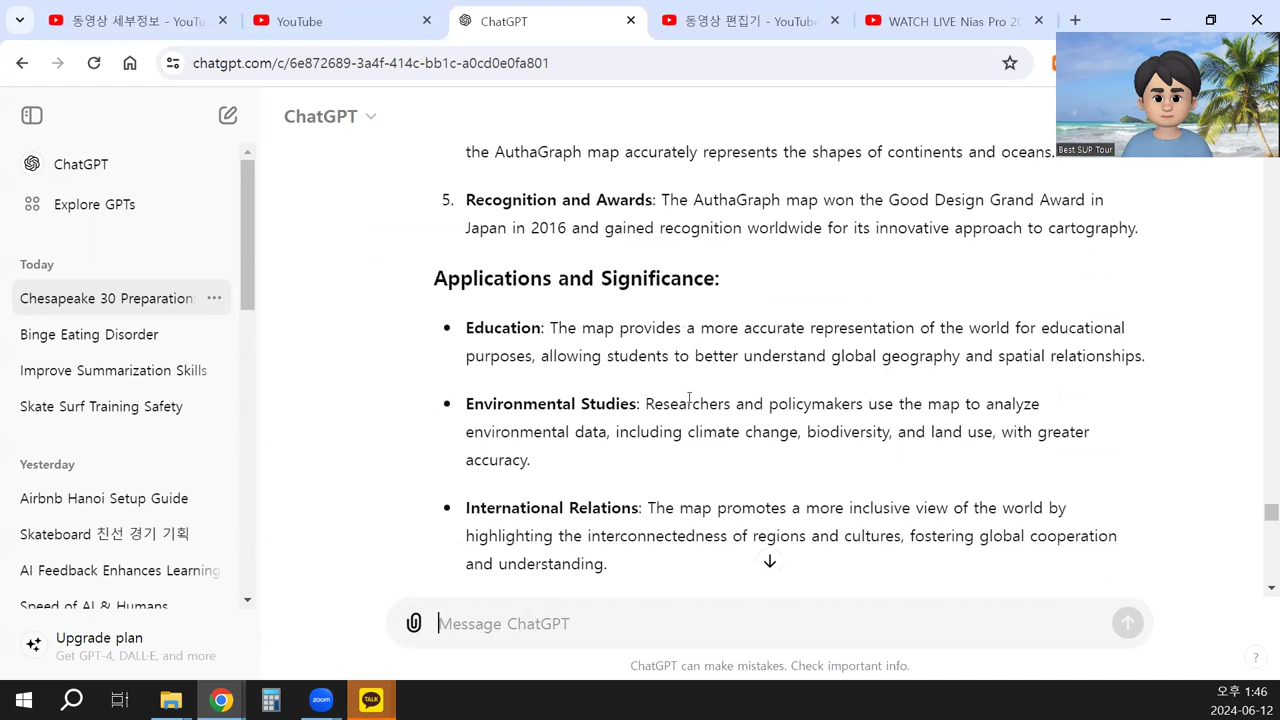 동영상 세부정보 - YouTu
YouTube
ChatGPT
동영상 편집기 - YouTube
WATCH LIVE Nias Pro 20
chatgpt.com/c/6e872689-3a4f-414c-bb1c-a0cd0e0fa801
Best SUP Tour
ChatGPT
Explore GPTs
Today
Chesapeake 30 Preparation:
Binge Eating Disorder
Improve Summarization Skills
Skate Surf Training Safety
Yesterday
Airbnb Hanoi Setup Guide
Skateboard 친선 경기 기획
AI Feedback Enhances Learning
Speed of AI & Humans
Upgrade plan
Get GPT-4, DALL·E, and more
ChatGPT
the AuthaGraph map accurately represents the shapes of continents and oceans.
5. Recognition and Awards: The AuthaGraph map won the Good Design Grand Award in
Japan in 2016 and gained recognition worldwide for its innovative approach to cartography.
Applications and Significance:
• Education: The map provides a more accurate representation of the world for educational
purposes, allowing students to better understand global geography and spatial relationships.
• Environmental Studies: Researchers and policymakers use the map to analyze
environmental data, including climate change, biodiversity, and land use, with greater
accuracy.
• International Relations: The map promotes a more inclusive view of the world by
highlighting the interconnectedness of regions and cultures, fostering global cooperation
and understanding.
Message ChatGPT
ChatGPT can make mistakes. Check important info.
?
zoom
TALK
오후 1:46
2024-06-12